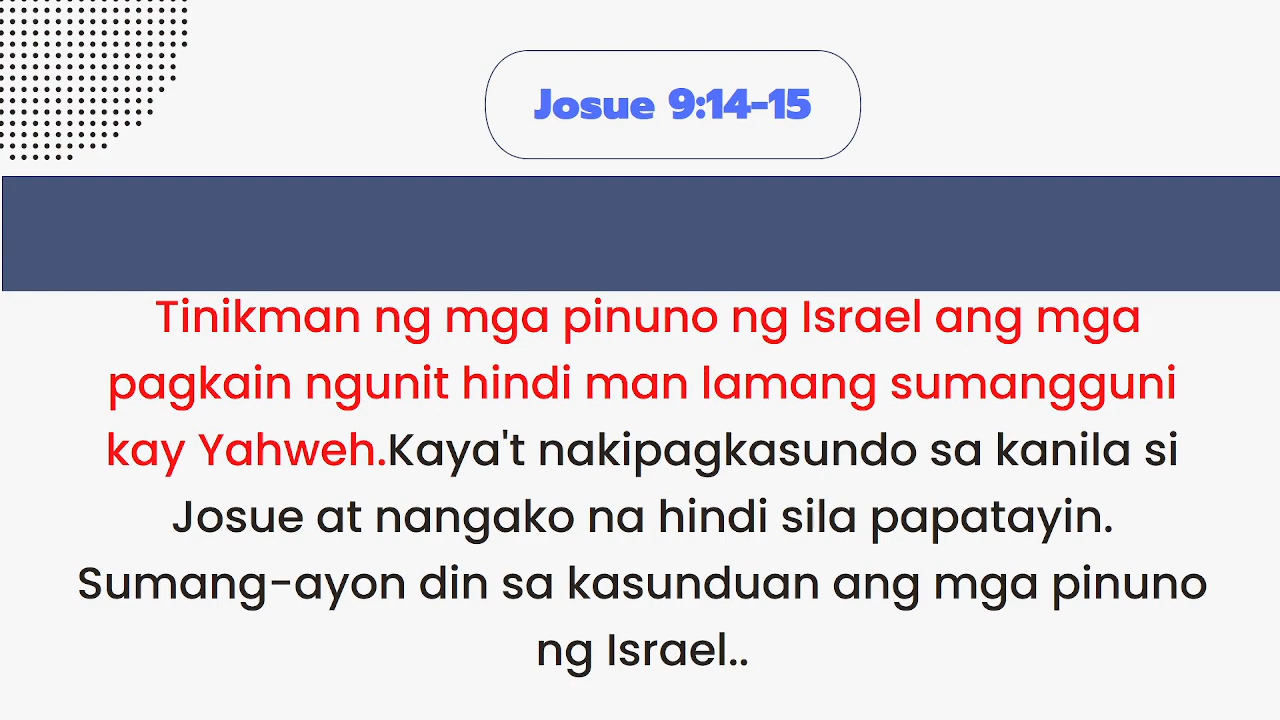 Josue 9:14-15
Tinikman ng mga pinuno ng Israel ang mga
pagkain ngunit hindi man lamang sumangguni
kay Yahweh.Kaya't nakipagkasundo sa kanila si
Josue at nangako na hindi sila papatayin.
Sumang-ayon din sa kasunduan ang mga pinuno
ng Israel..